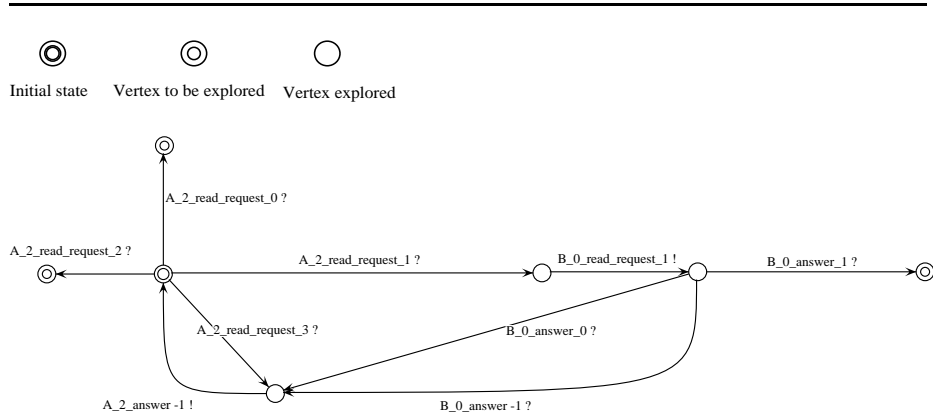 Initial state
Vertex to be explored
Vertex explored
A_2_read_request_0 ?
A_2_read_request_2 ?
A_2_read_request_1 ?
B_0_read_request_1 !
B_0_answer_1 ?
A_2_read_request_3 ?
B_0_answer_0 ?
A_2_answer -1 !
B_0_answer -1 ?